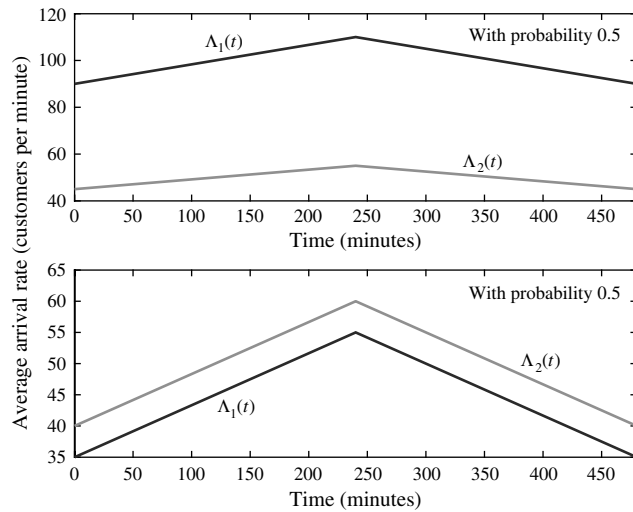 Average arrival rate (customers per minute)
120
100
80
60
40
With probability 0.5
Λ₁(t)
Λ₂(t)
0 50 100 150 200 250 300 350 400 450
Time (minutes)
65
60
55
50
45
40
35
With probability 0.5
Λ₂(t)
Λ₁(t)
0 50 100 150 200 250 300 350 400 450
Time (minutes)